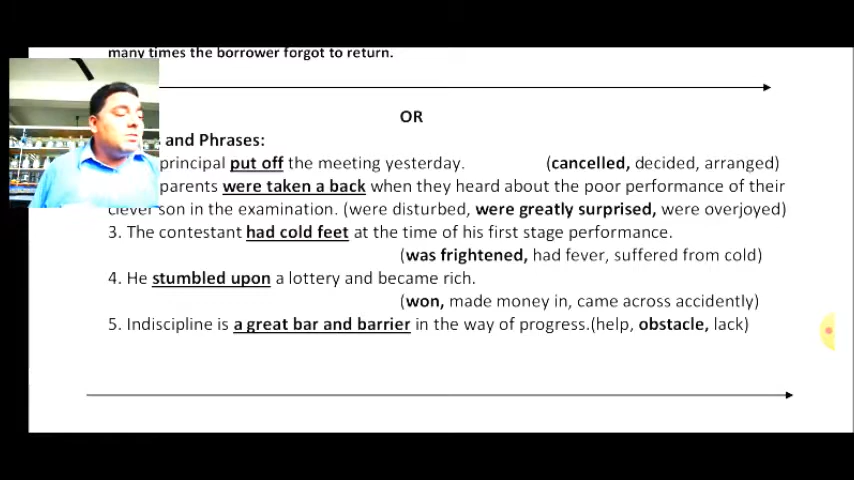 many times the borrower forgot to return.
OR
and Phrases:
principal put off the meeting yesterday. (cancelled, decided, arranged)
parents were taken a back when they heard about the poor performance of their
clever son in the examination. (were disturbed, were greatly surprised, were overjoyed)
3. The contestant had cold feet at the time of his first stage performance.
(was frightened, had fever, suffered from cold)
4. He stumbled upon a lottery and became rich.
(won, made money in, came across accidently)
5. Indiscipline is a great bar and barrier in the way of progress.(help, obstacle, lack)